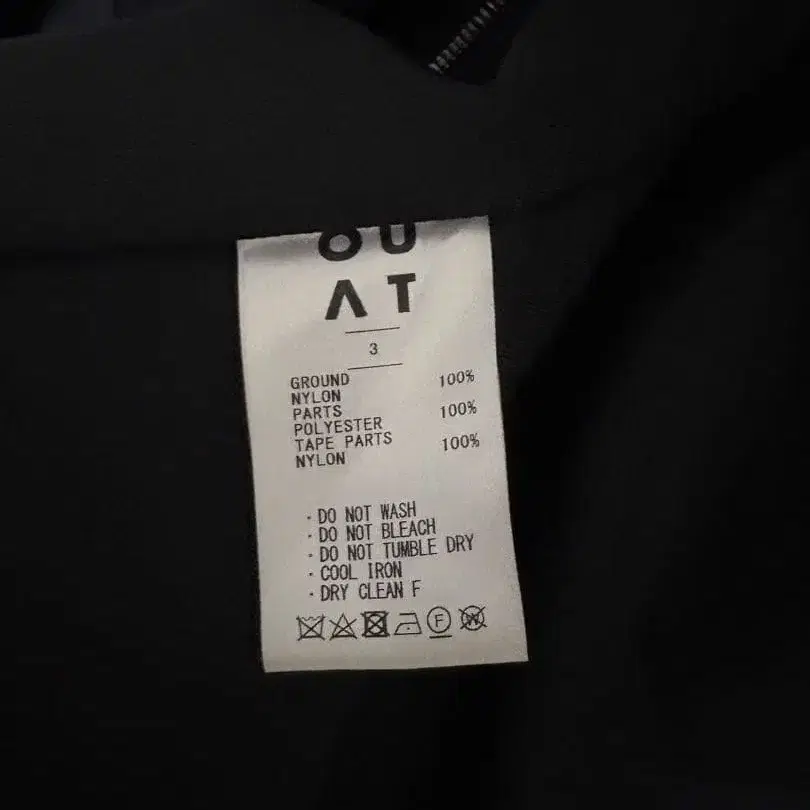 OU
ΛT
3
GROUND
NYLON 100%
PARTS
POLYESTER 100%
TAPE PARTS
NYLON 100%
· DO NOT WASH
· DO NOT BLEACH
· DO NOT TUMBLE DRY
· COOL IRON
· DRY CLEAN F
F W